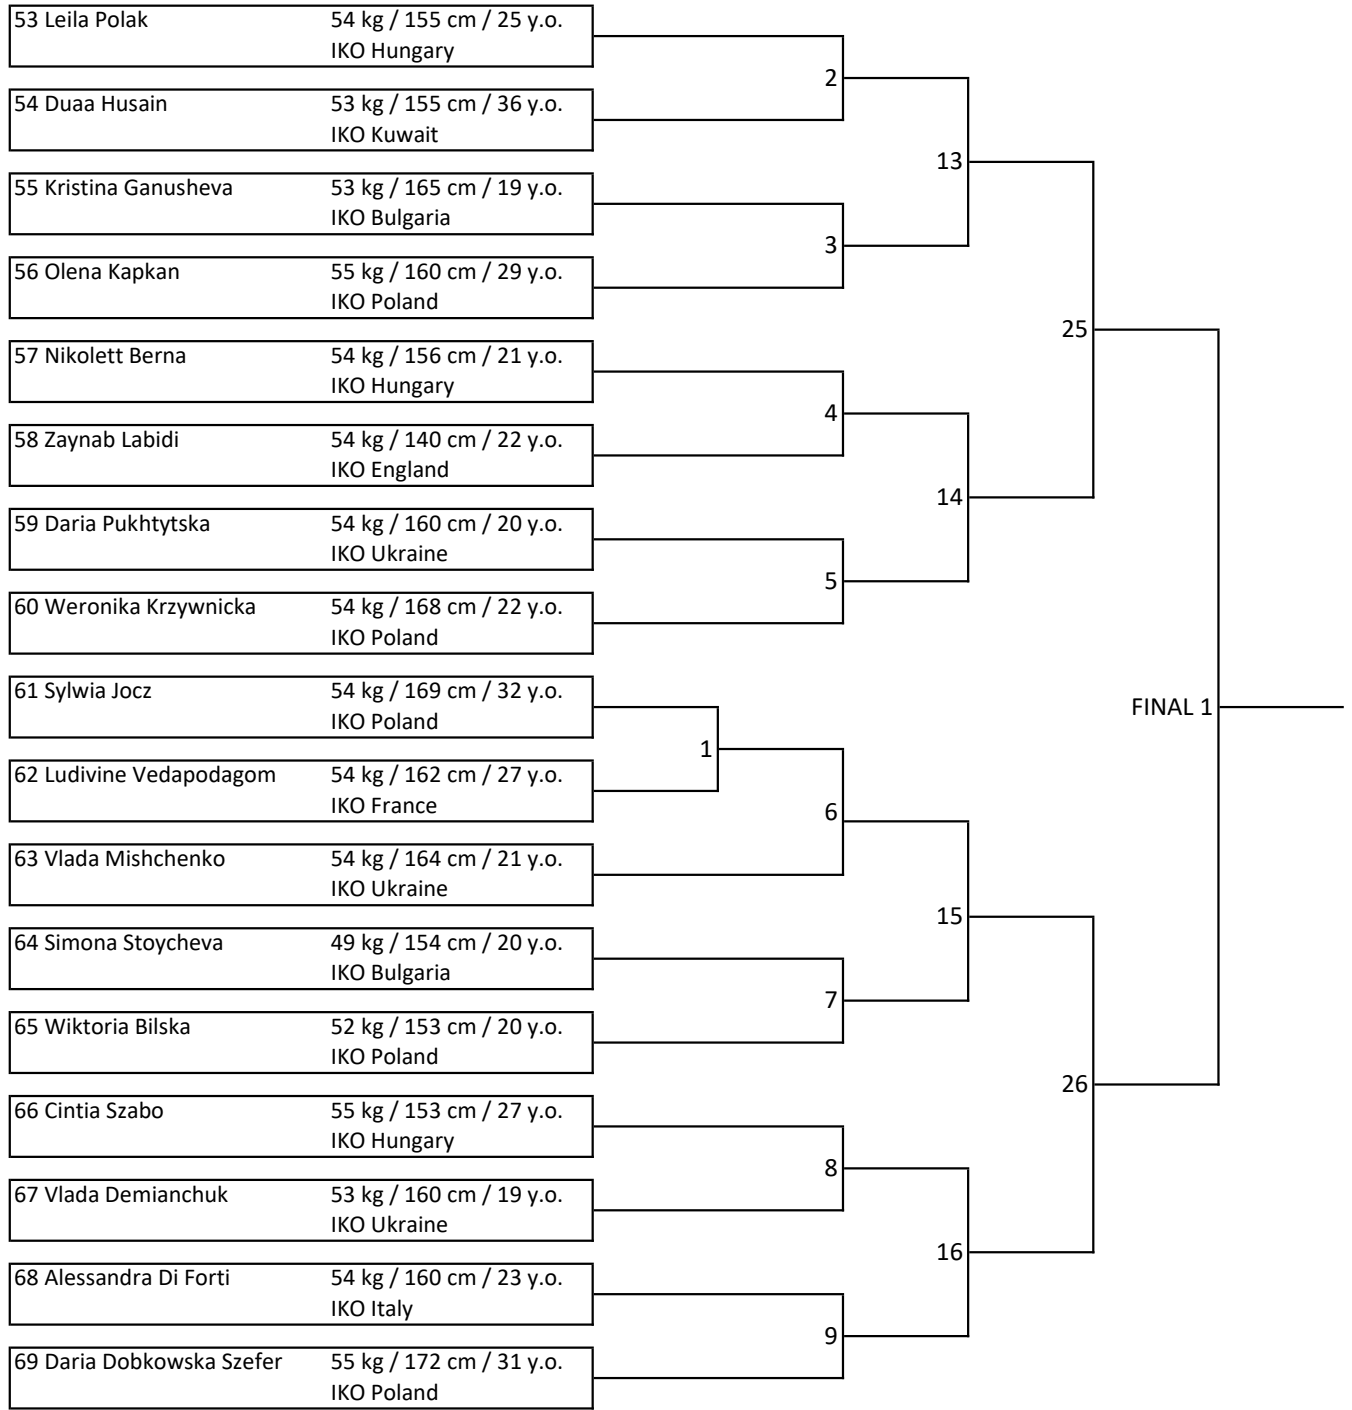 53 Leila Polak 54 kg / 155 cm / 25 y.o.
IKO Hungary
2
54 Duaa Husain 53 kg / 155 cm / 36 y.o.
IKO Kuwait
13
55 Kristina Ganusheva 53 kg / 165 cm / 19 y.o.
IKO Bulgaria
3
56 Olena Kapkan 55 kg / 160 cm / 29 y.o.
IKO Poland
25
57 Nikolett Berna 54 kg / 156 cm / 21 y.o.
IKO Hungary
4
58 Zaynab Labidi 54 kg / 140 cm / 22 y.o.
IKO England
14
59 Daria Pukhtytska 54 kg / 160 cm / 20 y.o.
IKO Ukraine
5
60 Weronika Krzywnicka 54 kg / 168 cm / 22 y.o.
IKO Poland
61 Sylwia Jocz 54 kg / 169 cm / 32 y.o.
IKO Poland
FINAL 1
1
62 Ludivine Vedapodagom 54 kg / 162 cm / 27 y.o.
IKO France
6
63 Vlada Mishchenko 54 kg / 164 cm / 21 y.o.
IKO Ukraine
15
64 Simona Stoycheva 49 kg / 154 cm / 20 y.o.
IKO Bulgaria
7
65 Wiktoria Bilska 52 kg / 153 cm / 20 y.o.
IKO Poland
26
66 Cintia Szabo 55 kg / 153 cm / 27 y.o.
IKO Hungary
8
67 Vlada Demianchuk 53 kg / 160 cm / 19 y.o.
IKO Ukraine
16
68 Alessandra Di Forti 54 kg / 160 cm / 23 y.o.
IKO Italy
9
69 Daria Dobkowska Szefer 55 kg / 172 cm / 31 y.o.
IKO Poland